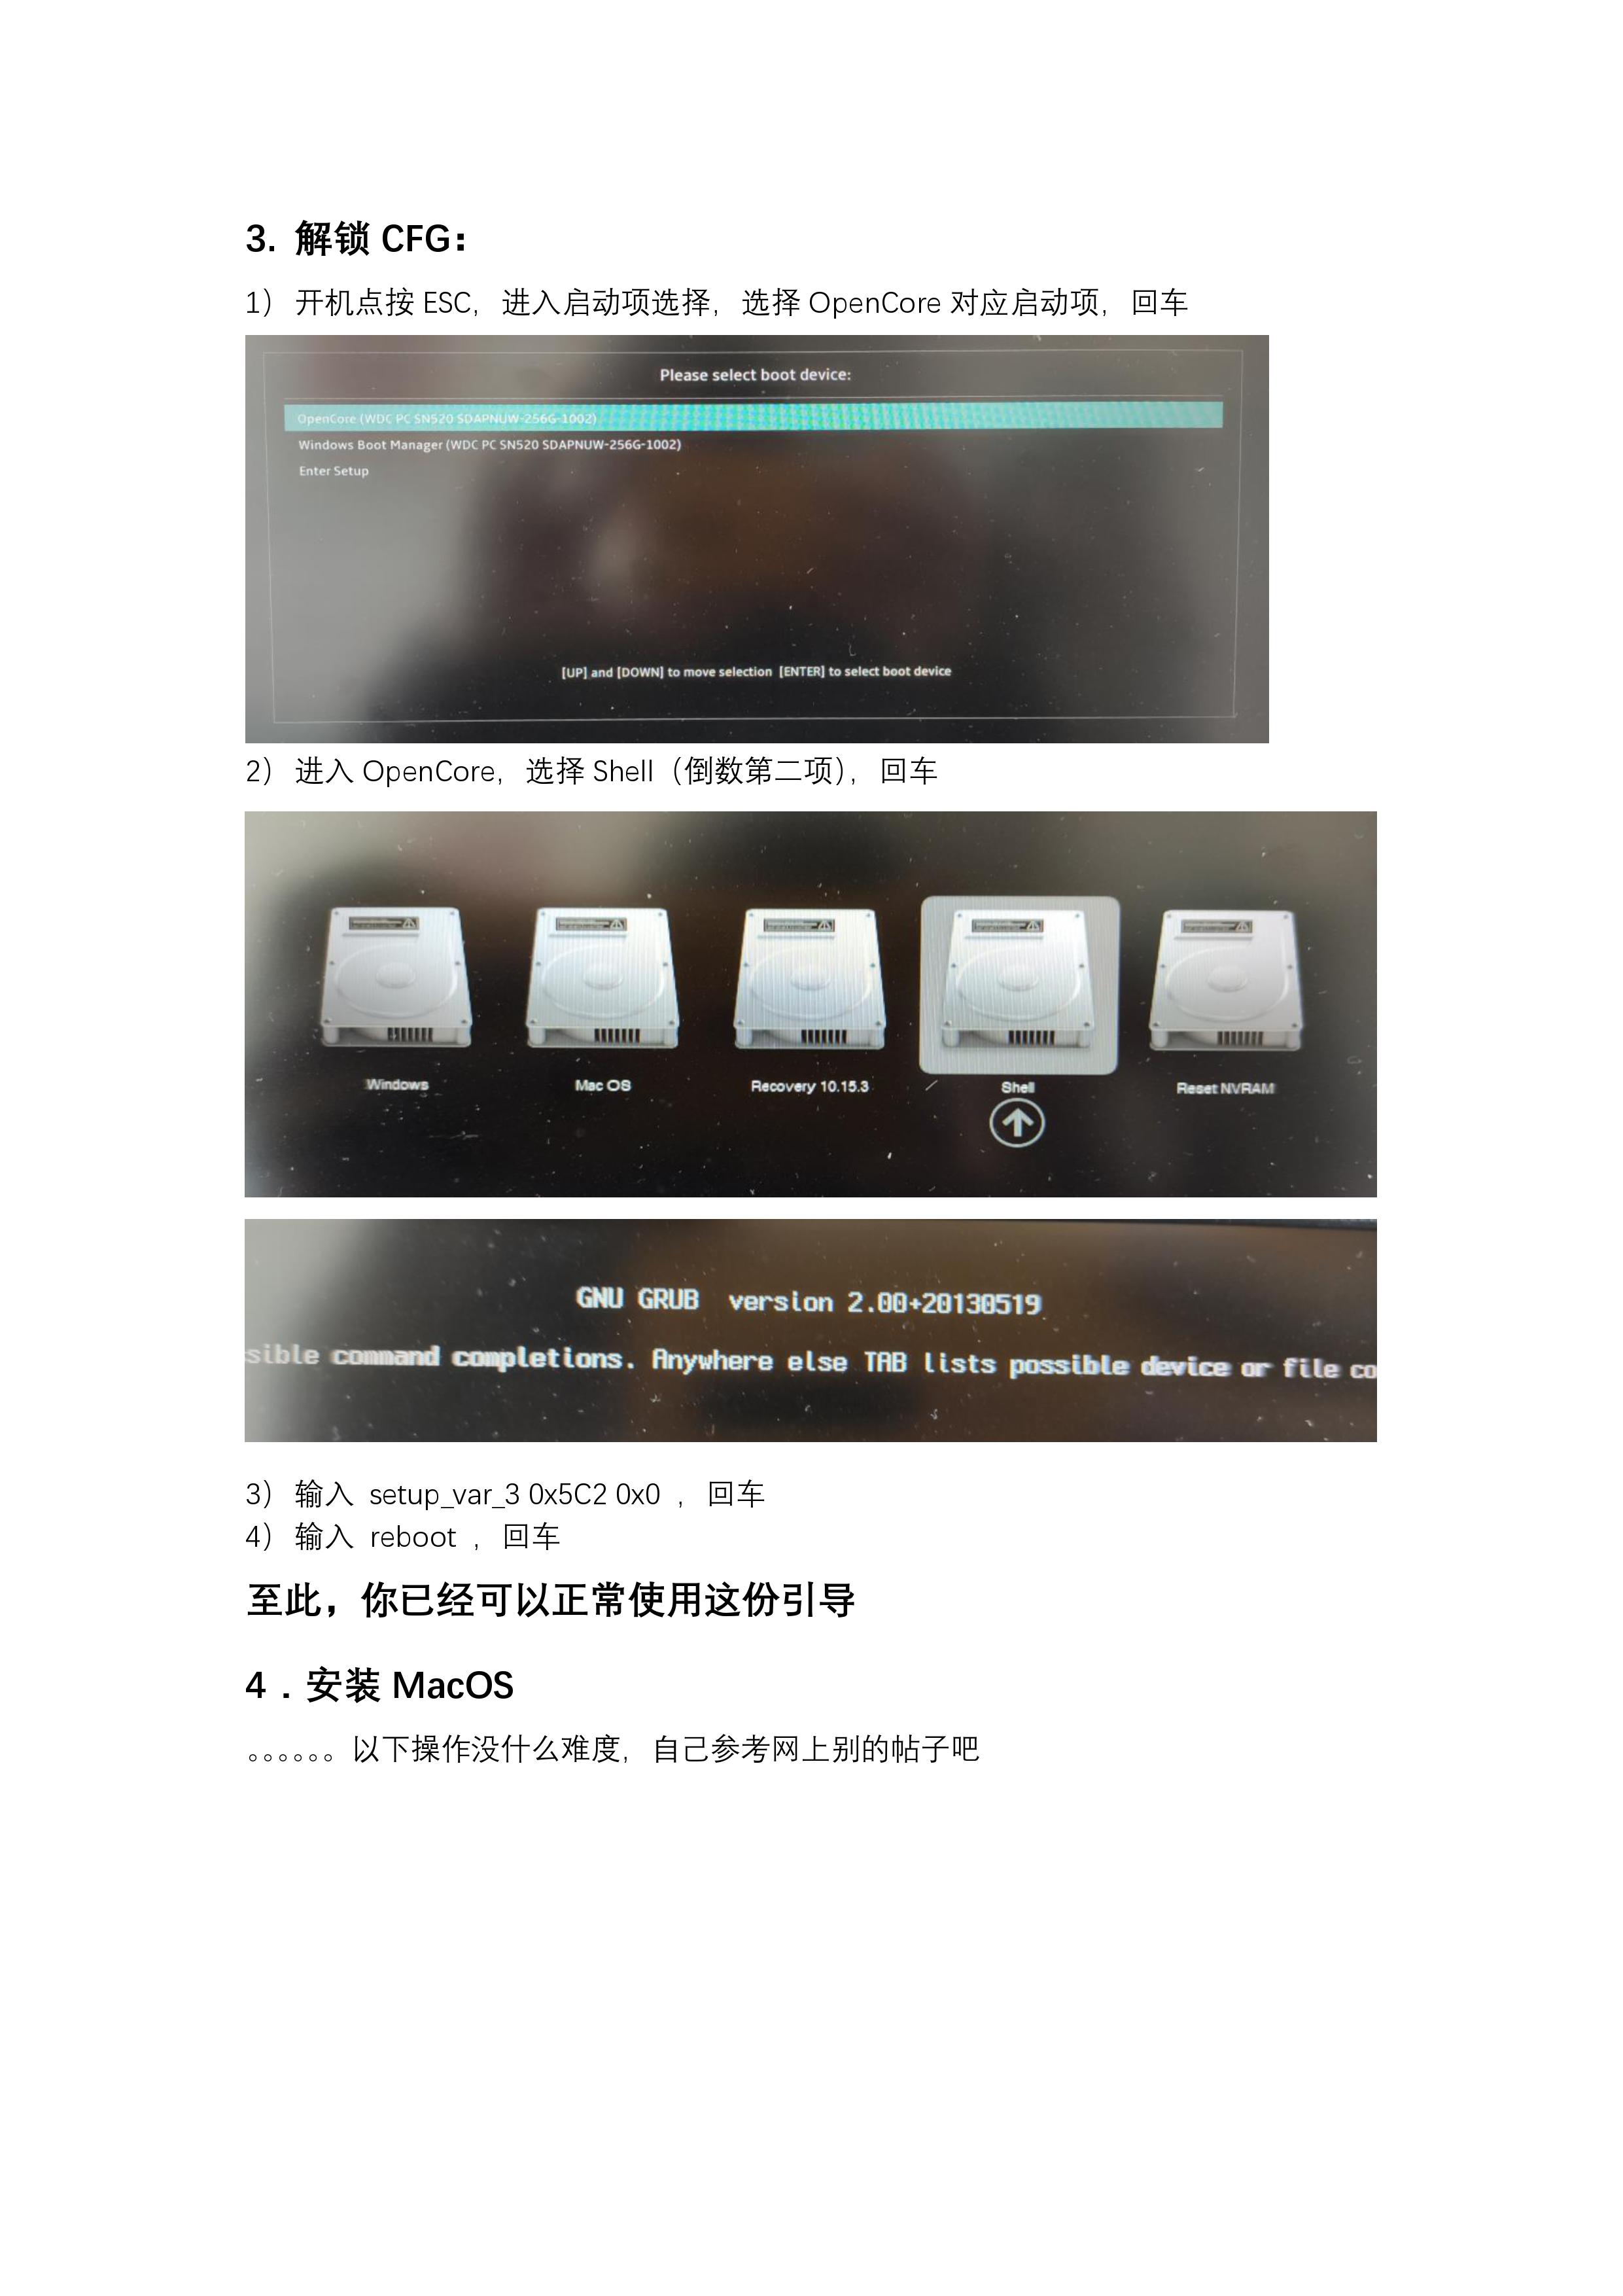 3. 解锁 CFG：
1） 开机点按 ESC，进入启动项选择，选择 OpenCore 对应启动项，回车
Please select boot device:
OpenCore (WDC PC SN520 SDAPNUW-256G-1002)
Windows Boot Manager (WDC PC SN520 SDAPNUW-256G-1002)
Enter Setup
[UP] and [DOWN] to move selection [ENTER] to select boot device
2） 进入 OpenCore，选择 Shell（倒数第二项），回车
Windows Mac OS Recovery 10.15.3 Shell Reset NVRAM
GNU GRUB version 2.00+20130519
sible command completions. Anywhere else TAB lists possible device or file co
3） 输入 setup_var_3 0x5C2 0x0 ，回车
4） 输入 reboot ，回车
至此，你已经可以正常使用这份引导
4．安装 MacOS
。。。。。。以下操作没什么难度，自己参考网上别的帖子吧